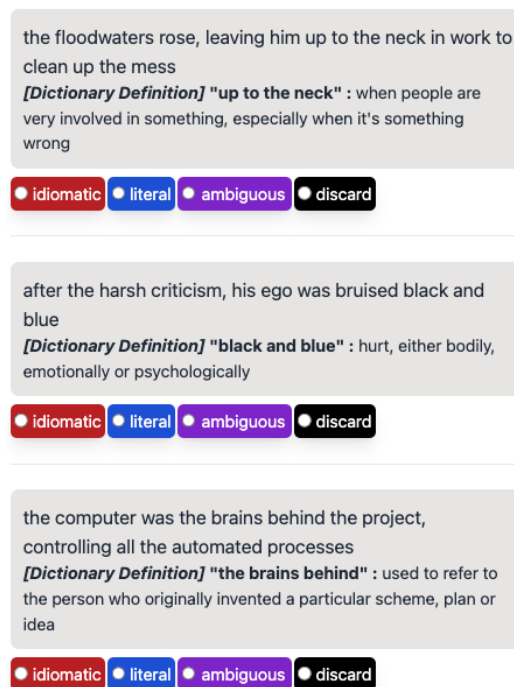 the floodwaters rose, leaving him up to the neck in work to
clean up the mess
[Dictionary Definition] "up to the neck" : when people are
very involved in something, especially when it's something
wrong
idiomatic literal ambiguous discard
after the harsh criticism, his ego was bruised black and
blue
[Dictionary Definition] "black and blue" : hurt, either bodily,
emotionally or psychologically
idiomatic literal ambiguous discard
the computer was the brains behind the project,
controlling all the automated processes
[Dictionary Definition] "the brains behind" : used to refer to
the person who originally invented a particular scheme, plan or
idea
idiomatic literal ambiguous discard